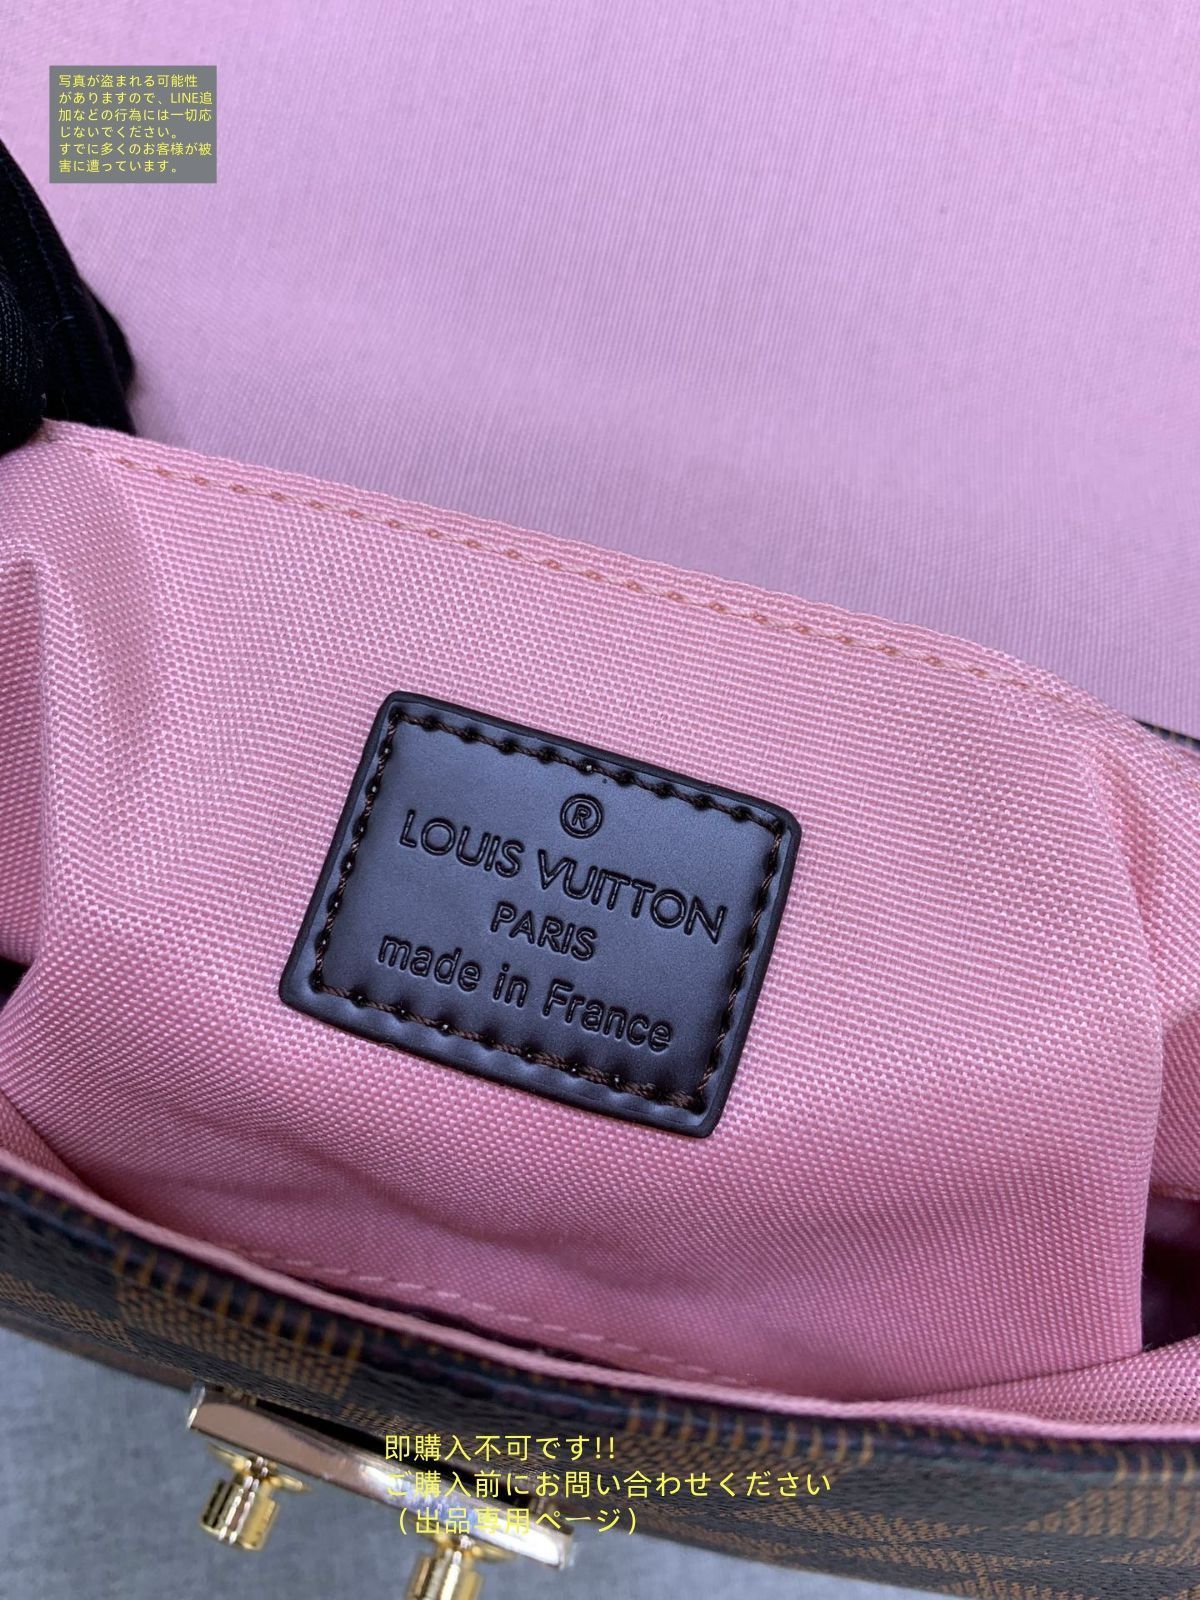 写真が盗まれる可能性
がありますので、LINE追
加などの行為には一切応
じないでください。
すでに多くのお客様が被
害に遭っています。
®
LOUIS VUITTON
PARIS
made in France
即購入不可です!!
ご購入前にお問い合わせください
（出品専用ページ）